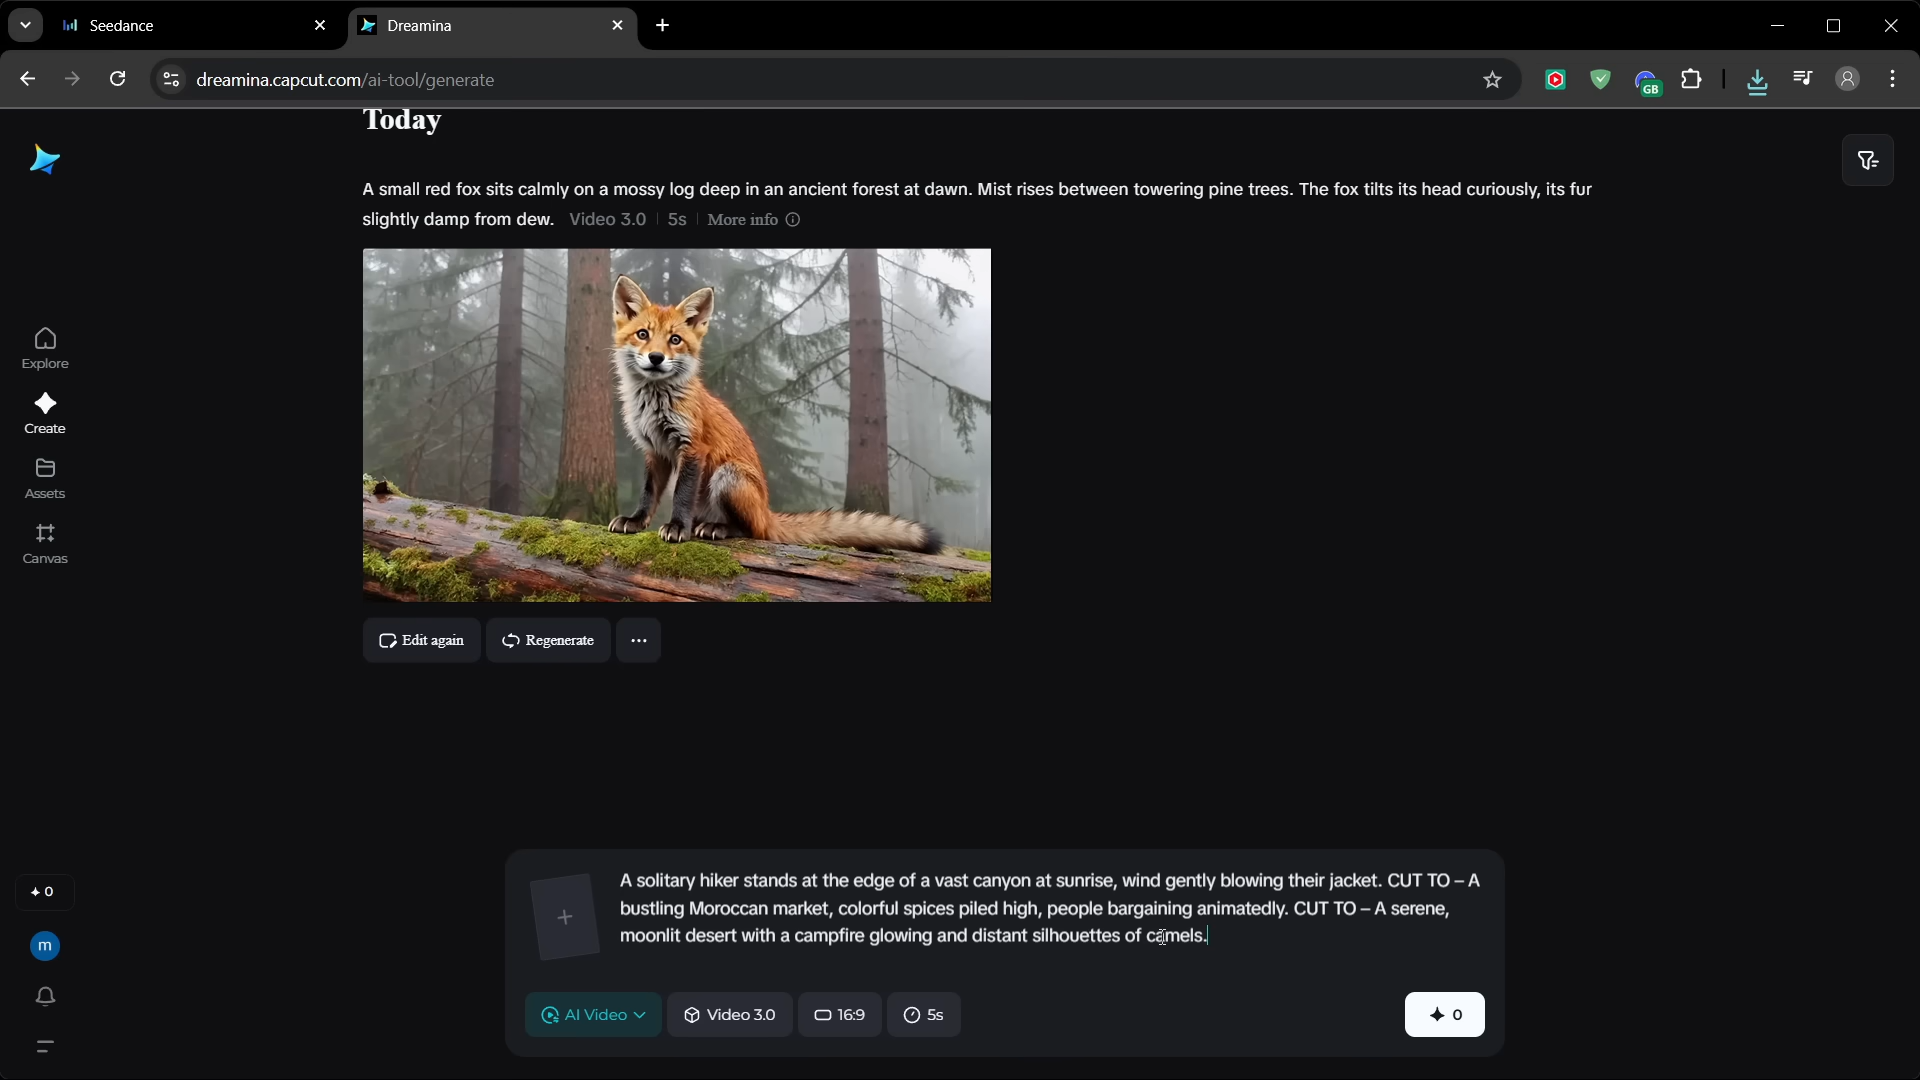 Seedance
Dreamina
dreamina.capcut.com/ai-tool/generate
GB
Today
A small red fox sits calmly on a mossy log deep in an ancient forest at dawn. Mist rises between towering pine trees. The fox tilts its head curiously, its fur
slightly damp from dew. Video 3.0 | 5s | More info
Explore
Create
Assets
Canvas
Edit again
Regenerate
...
0
m
A solitary hiker stands at the edge of a vast canyon at sunrise, wind gently blowing their jacket. CUT TO – A
bustling Moroccan market, colorful spices piled high, people bargaining animatedly. CUT TO – A serene,
moonlit desert with a campfire glowing and distant silhouettes of camels.
AI Video
Video 3.0
16:9
5s
0